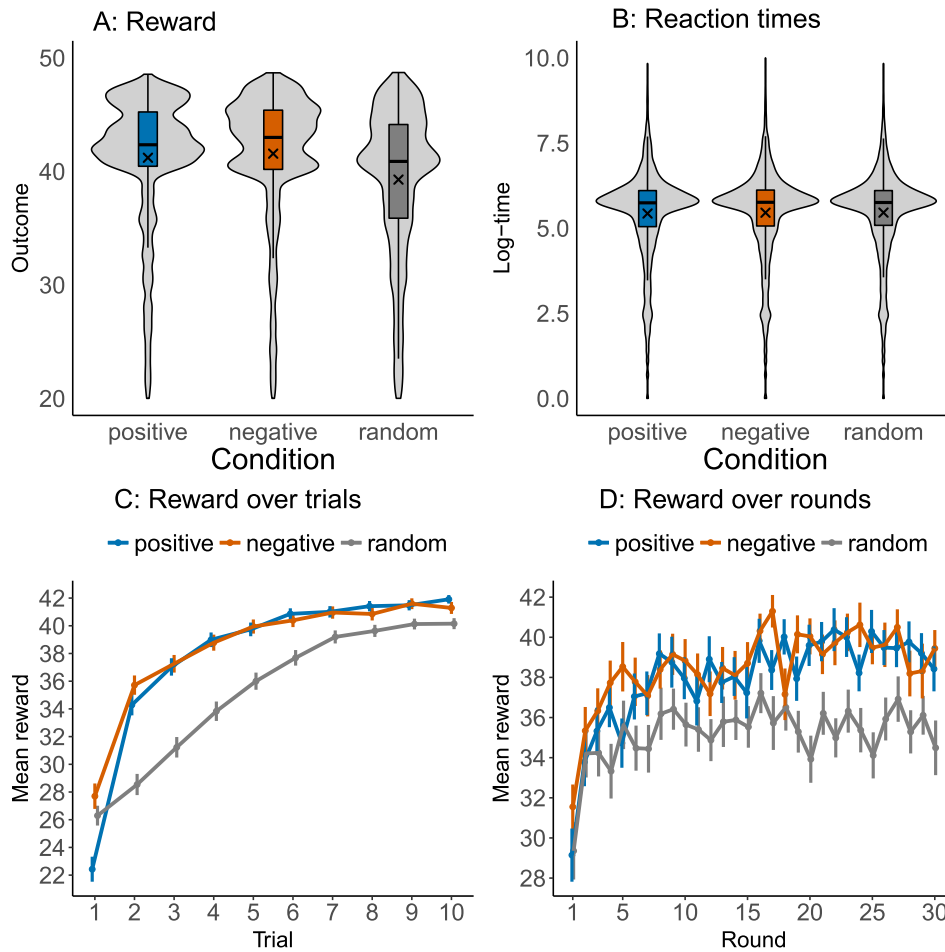 A: Reward
50
40
30
20
Outcome
positive negative random
Condition
B: Reaction times
10.0
7.5
5.0
2.5
0.0
Log−time
positive negative random
Condition
C: Reward over trials
positive negative random
42
40
38
36
34
32
30
28
26
24
22
Mean reward
1 2 3 4 5 6 7 8 9 10
Trial
D: Reward over rounds
positive negative random
42
40
38
36
34
32
30
28
Mean reward
1 5 10 15 20 25 30
Round